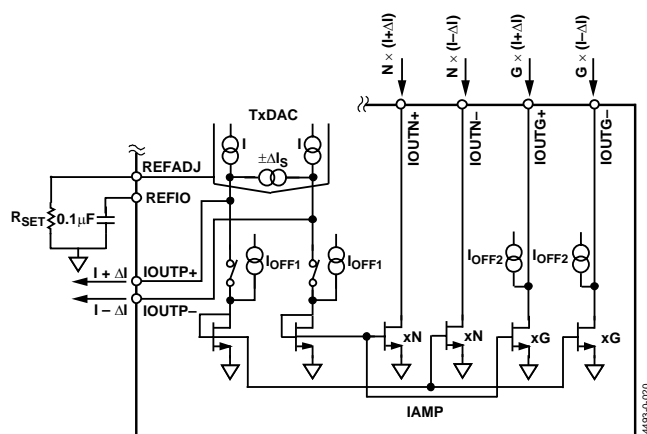 N × (I+ΔI)
N × (I–ΔI)
G × (I+ΔI)
G × (I–ΔI)
TxDAC
IOUTN+
IOUTN–
IOUTG+
IOUTG–
I
I
±ΔIS
REFADJ
REFIO
RSET
0.1μF
IOFF1
IOFF1
IOFF2
IOFF2
I + ΔI
IOUTP+
I – ΔI
IOUTP–
xN
xN
xG
xG
IAMP